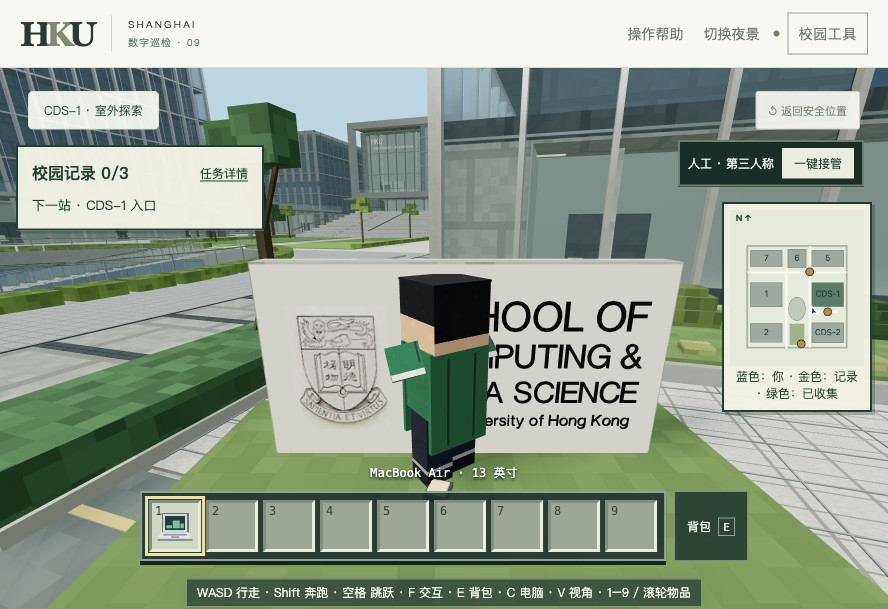 HKU
SHANGHAI
数字巡检 · 09
操作帮助
切换夜景
校园工具
CDS-1 · 室外探索
返回安全位置
校园记录 0/3
任务详情
下一站 · CDS-1 入口
人工 · 第三人称
一键接管
N↑
7 6 5
1 CDS-1
2 CDS-2
蓝色：你 · 金色：记录
· 绿色：已收集
HKU
HOOL OF
PUTING &
A SCIENCE
ersity of Hong Kong
SAPIENTIA ET VIRTUS
MacBook Air · 13 英寸
1 2 3 4 5 6 7 8 9
背包 E
WASD 行走 · Shift 奔跑 · 空格 跳跃 · F 交互 · E 背包 · C 电脑 · V 视角 · 1—9 / 滚轮物品